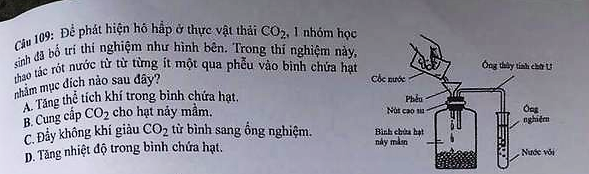 Câu 109: Để phát hiện hô hấp ở thực vật thải CO₂, 1 nhóm học
sinh đã bố trí thí nghiệm như hình bên. Trong thí nghiệm này,
thao tác rót nước từ từ từng ít một qua phễu vào bình chứa hạt
nhằm mục đích nào sau đây?
A. Tăng thể tích khí trong bình chứa hạt.
B. Cung cấp CO₂ cho hạt nảy mầm.
C. Đẩy không khí giàu CO₂ từ bình sang ống nghiệm.
D. Tăng nhiệt độ trong bình chứa hạt.
Cốc nước
Ống thủy tinh chữ U
Phễu
Nút cao su
Ống
nghiệm
Bình chứa hạt
nảy mầm
Nước vôi